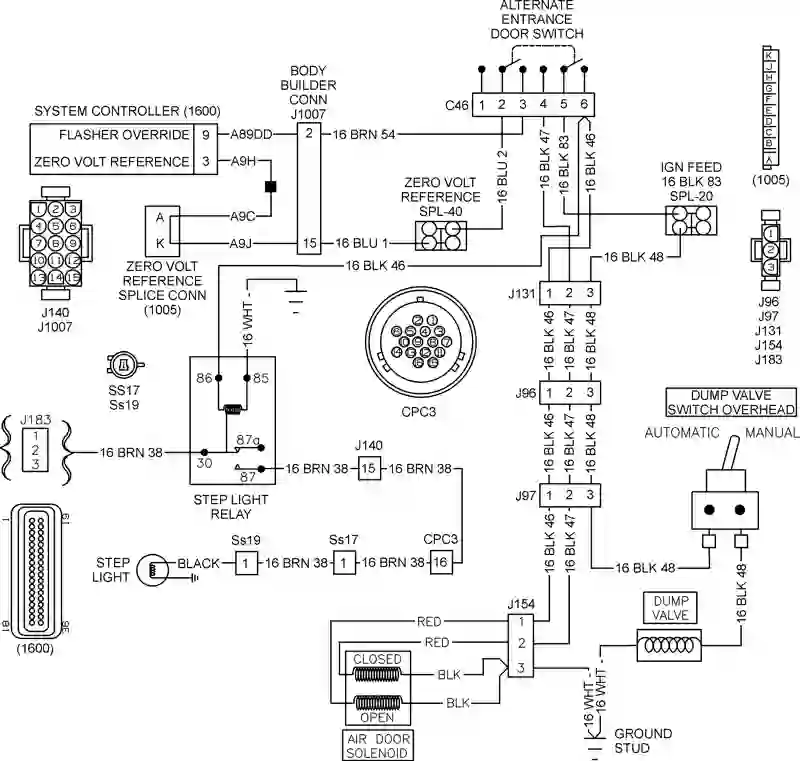 ALTERNATE
ENTRANCE
DOOR SWITCH
C46 1 2 3 4 5 6
K
J
H
G
F
E
D
C
B
A
(1005)
BODY
BUILDER
CONN
J1007
SYSTEM CONTROLLER (1600)
FLASHER OVERRIDE 9 A89DD 2 16 BRN 54
ZERO VOLT REFERENCE 3 A9H
16 BLU 2
16 BLK 47
16 BLK 83
16 BLK 46
IGN FEED
16 BLK 83
SPL-20
ZERO VOLT
REFERENCE
SPL-40
A A9C
K A9J 15 16 BLU 1
ZERO VOLT
REFERENCE
SPLICE CONN
(1005)
1 2 3
4 5 6
7 8 9
10 11 12
13 14 15
J140
J1007
16 BLK 46
16 BLK 48
16 WHT -
1
2
3
J96
J97
J131
J154
J183
J131 1 2 3
16 BLK 46
16 BLK 47
16 BLK 48
CPC3
SS17
Ss19
86 85
87a
30
87
STEP LIGHT
RELAY
J96 1 2 3
16 BLK 46
16 BLK 47
16 BLK 48
DUMP VALVE
SWITCH OVERHEAD
AUTOMATIC MANUAL
J183
1
2
3
16 BRN 38
16 BRN 38
J140
15
16 BRN 38
J97 1 2 3
16 BLK 46
16 BLK 47
16 BLK 48
16 BLK 48
1 61
81 9E
(1600)
STEP
LIGHT
BLACK
Ss19
1
16 BRN 38
Ss17
1
16 BRN 38
CPC3
16
J154
1
2
3
RED
RED
BLK
BLK
CLOSED
OPEN
AIR DOOR
SOLENOID
DUMP
VALVE
16 WHT -
16 WHT -
GROUND
STUD